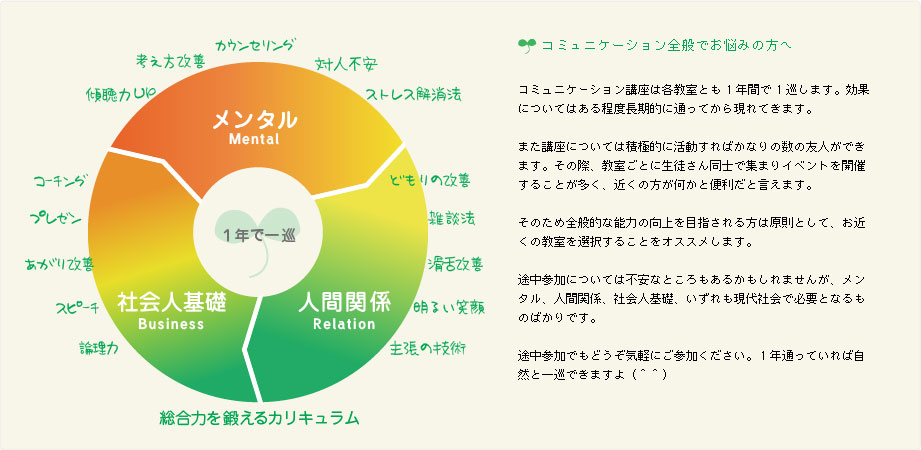 カウンセリング
考え方改善
対人不安
傾聴力UP
ストレス解消法
メンタル
Mental
コーチング
どもりの改善
プレゼン
雑談法
1年で一巡
あがり改善
滑舌改善
スピーチ
社会人基礎
Business
人間関係
Relation
明るい笑顔
論理力
主張の技術
総合力を鍛えるカリキュラム
コミュニケーション全般でお悩みの方へ
コミュニケーション講座は各教室とも1年間で1巡します。効果
についてはある程度長期的に通ってから現れてきます。
また講座については積極的に活動すればかなりの数の友人ができ
ます。その際、教室ごとに生徒さん同士で集まりイベントを開催
することが多く、近くの方が何かと便利だと言えます。
そのため全般的な能力の向上を目指される方は原則として、お近
くの教室を選択することをオススメします。
途中参加については不安なところもあるかもしれませんが、メン
タル、人間関係、社会人基礎、いずれも現代社会で必要となるも
のばかりです。
途中参加でもどうぞ気軽にご参加ください。1年通っていれば自
然と一巡できますよ（＾＾）